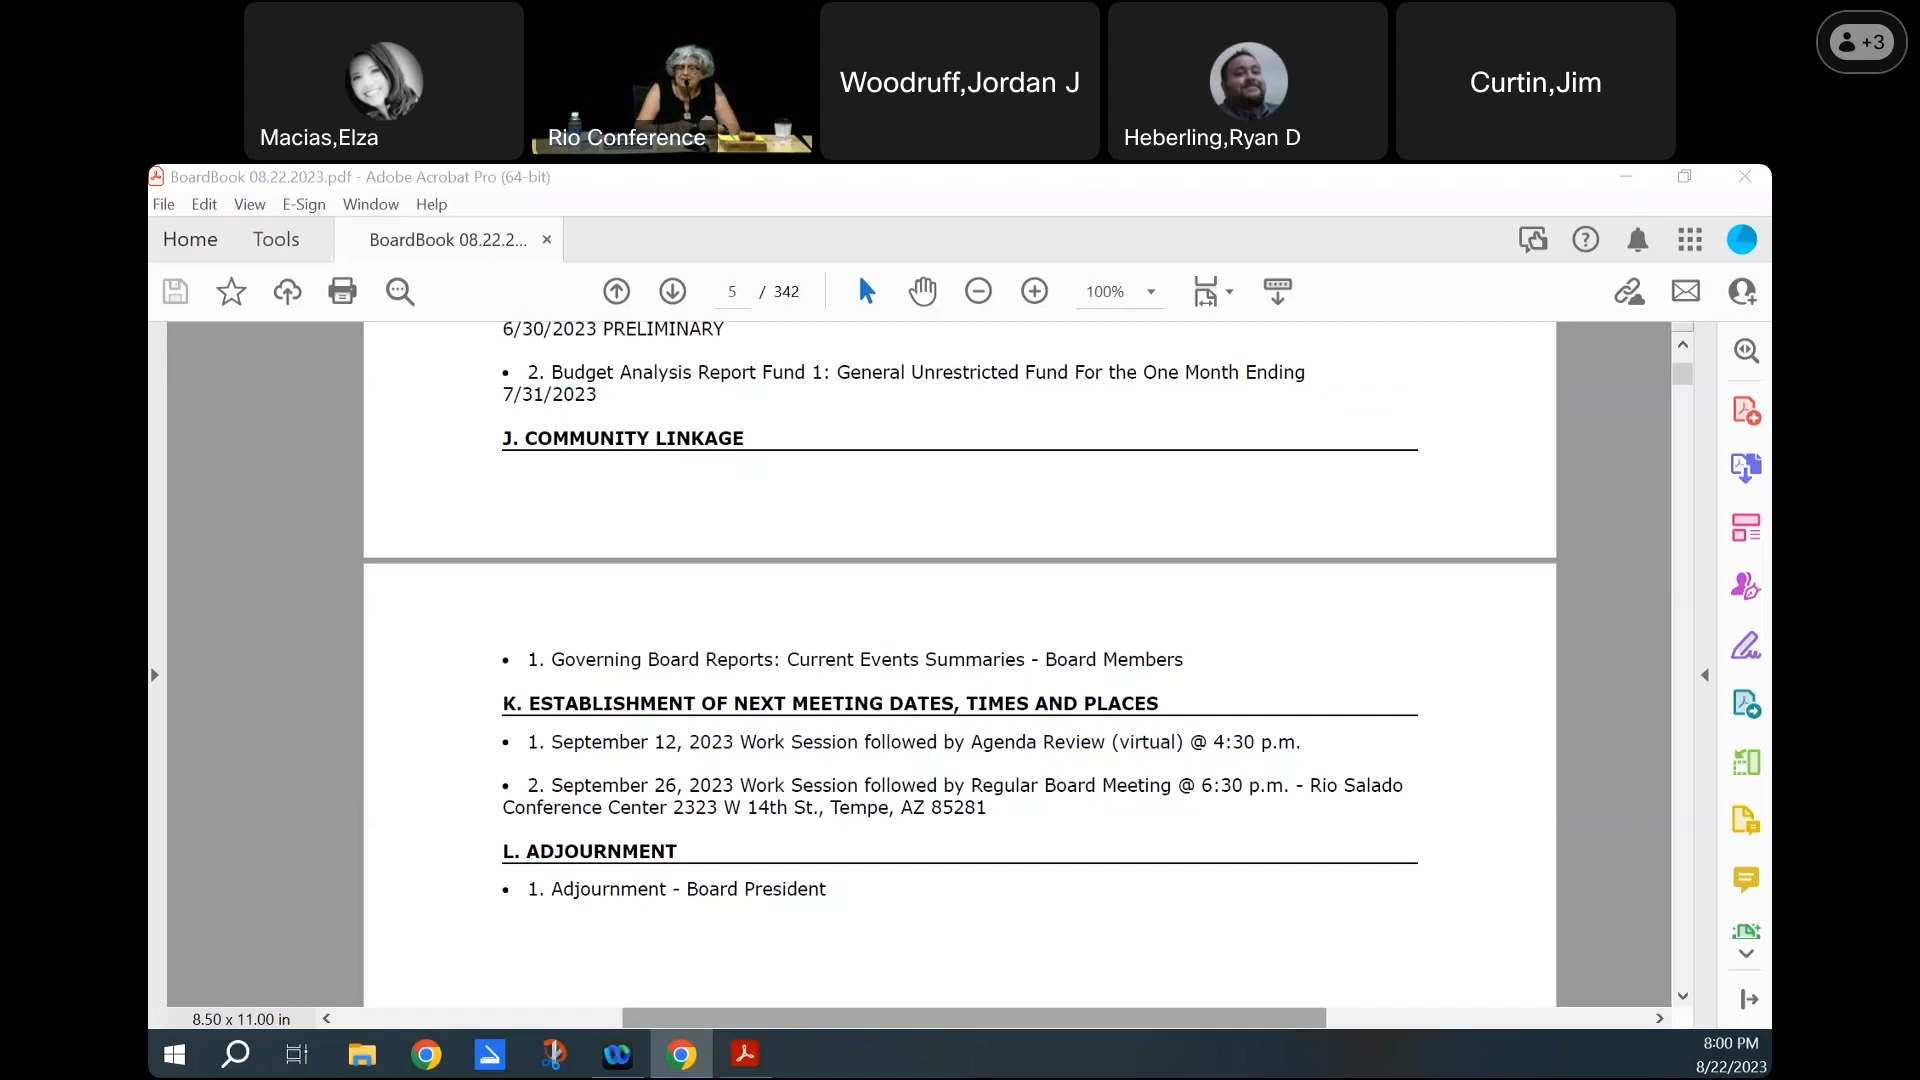 +3
Macias,Elza
Rio Conference
Woodruff,Jordan J
Heberling,Ryan D
Curtin,Jim
BoardBook 08.22.2023.pdf - Adobe Acrobat Pro (64-bit)
File Edit View E-Sign Window Help
Home Tools BoardBook 08.22.2... ×
5 / 342 100%
6/30/2023 PRELIMINARY
• 2. Budget Analysis Report Fund 1: General Unrestricted Fund For the One Month Ending
7/31/2023
J. COMMUNITY LINKAGE
• 1. Governing Board Reports: Current Events Summaries - Board Members
K. ESTABLISHMENT OF NEXT MEETING DATES, TIMES AND PLACES
• 1. September 12, 2023 Work Session followed by Agenda Review (virtual) @ 4:30 p.m.
• 2. September 26, 2023 Work Session followed by Regular Board Meeting @ 6:30 p.m. - Rio Salado
Conference Center 2323 W 14th St., Tempe, AZ 85281
L. ADJOURNMENT
• 1. Adjournment - Board President
8.50 x 11.00 in
8:00 PM
8/22/2023